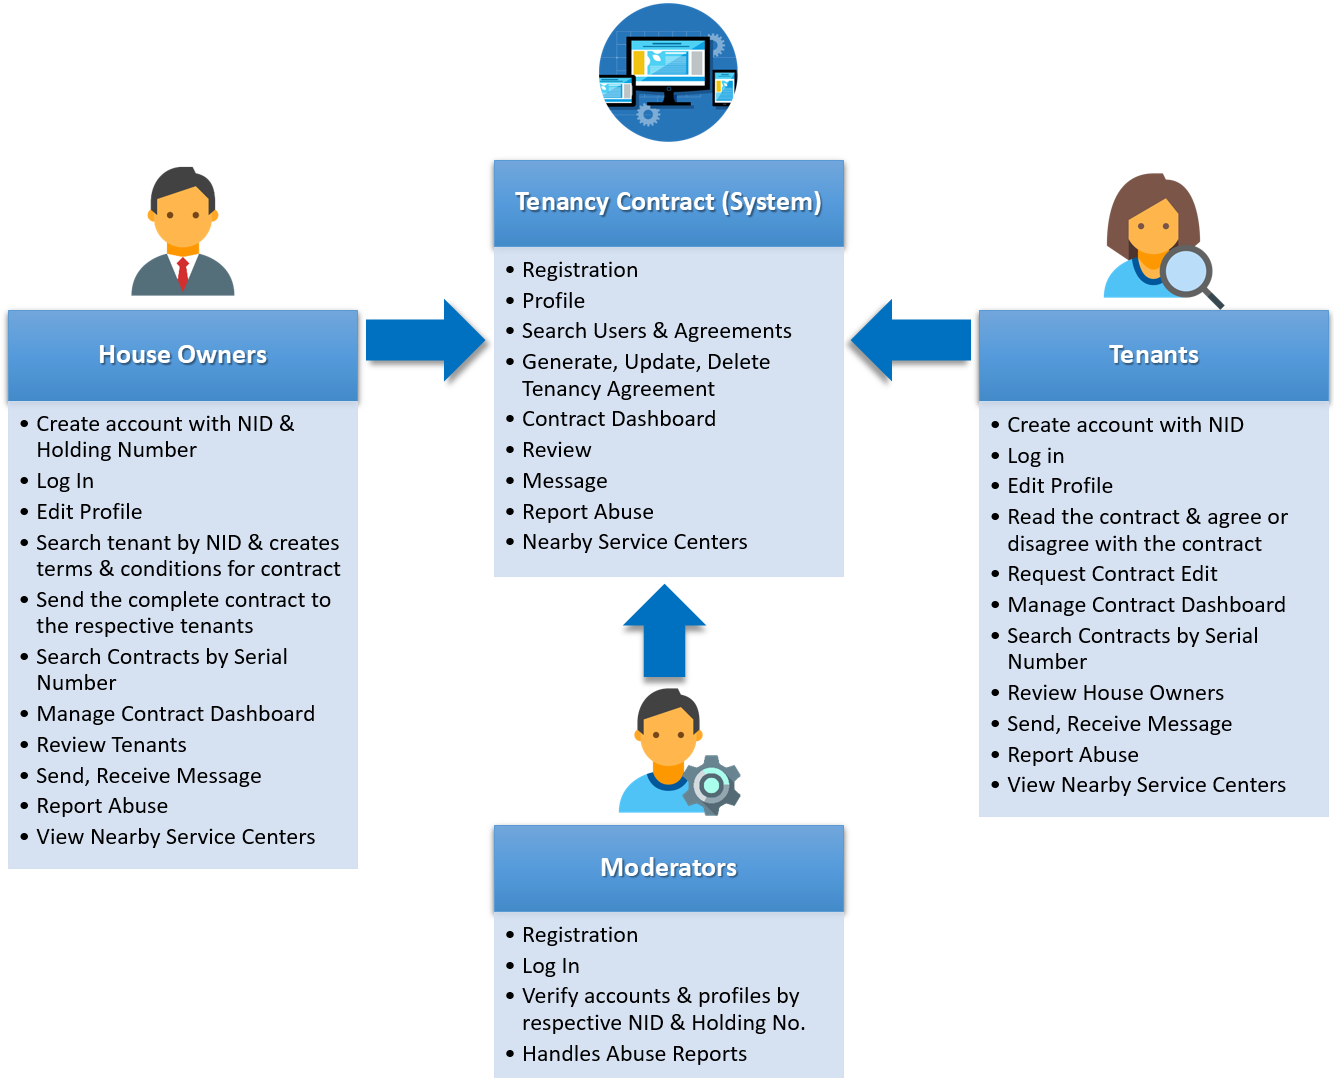 Tenancy Contract (System)
• Registration
• Profile
• Search Users & Agreements
• Generate, Update, Delete
Tenancy Agreement
• Contract Dashboard
• Review
• Message
• Report Abuse
• Nearby Service Centers
House Owners
• Create account with NID &
Holding Number
• Log In
• Edit Profile
• Search tenant by NID & creates
terms & conditions for contract
• Send the complete contract to
the respective tenants
• Search Contracts by Serial
Number
• Manage Contract Dashboard
• Review Tenants
• Send, Receive Message
• Report Abuse
• View Nearby Service Centers
Tenants
• Create account with NID
• Log in
• Edit Profile
• Read the contract & agree or
disagree with the contract
• Request Contract Edit
• Manage Contract Dashboard
• Search Contracts by Serial
Number
• Review House Owners
• Send, Receive Message
• Report Abuse
• View Nearby Service Centers
Moderators
• Registration
• Log In
• Verify accounts & profiles by
respective NID & Holding No.
• Handles Abuse Reports